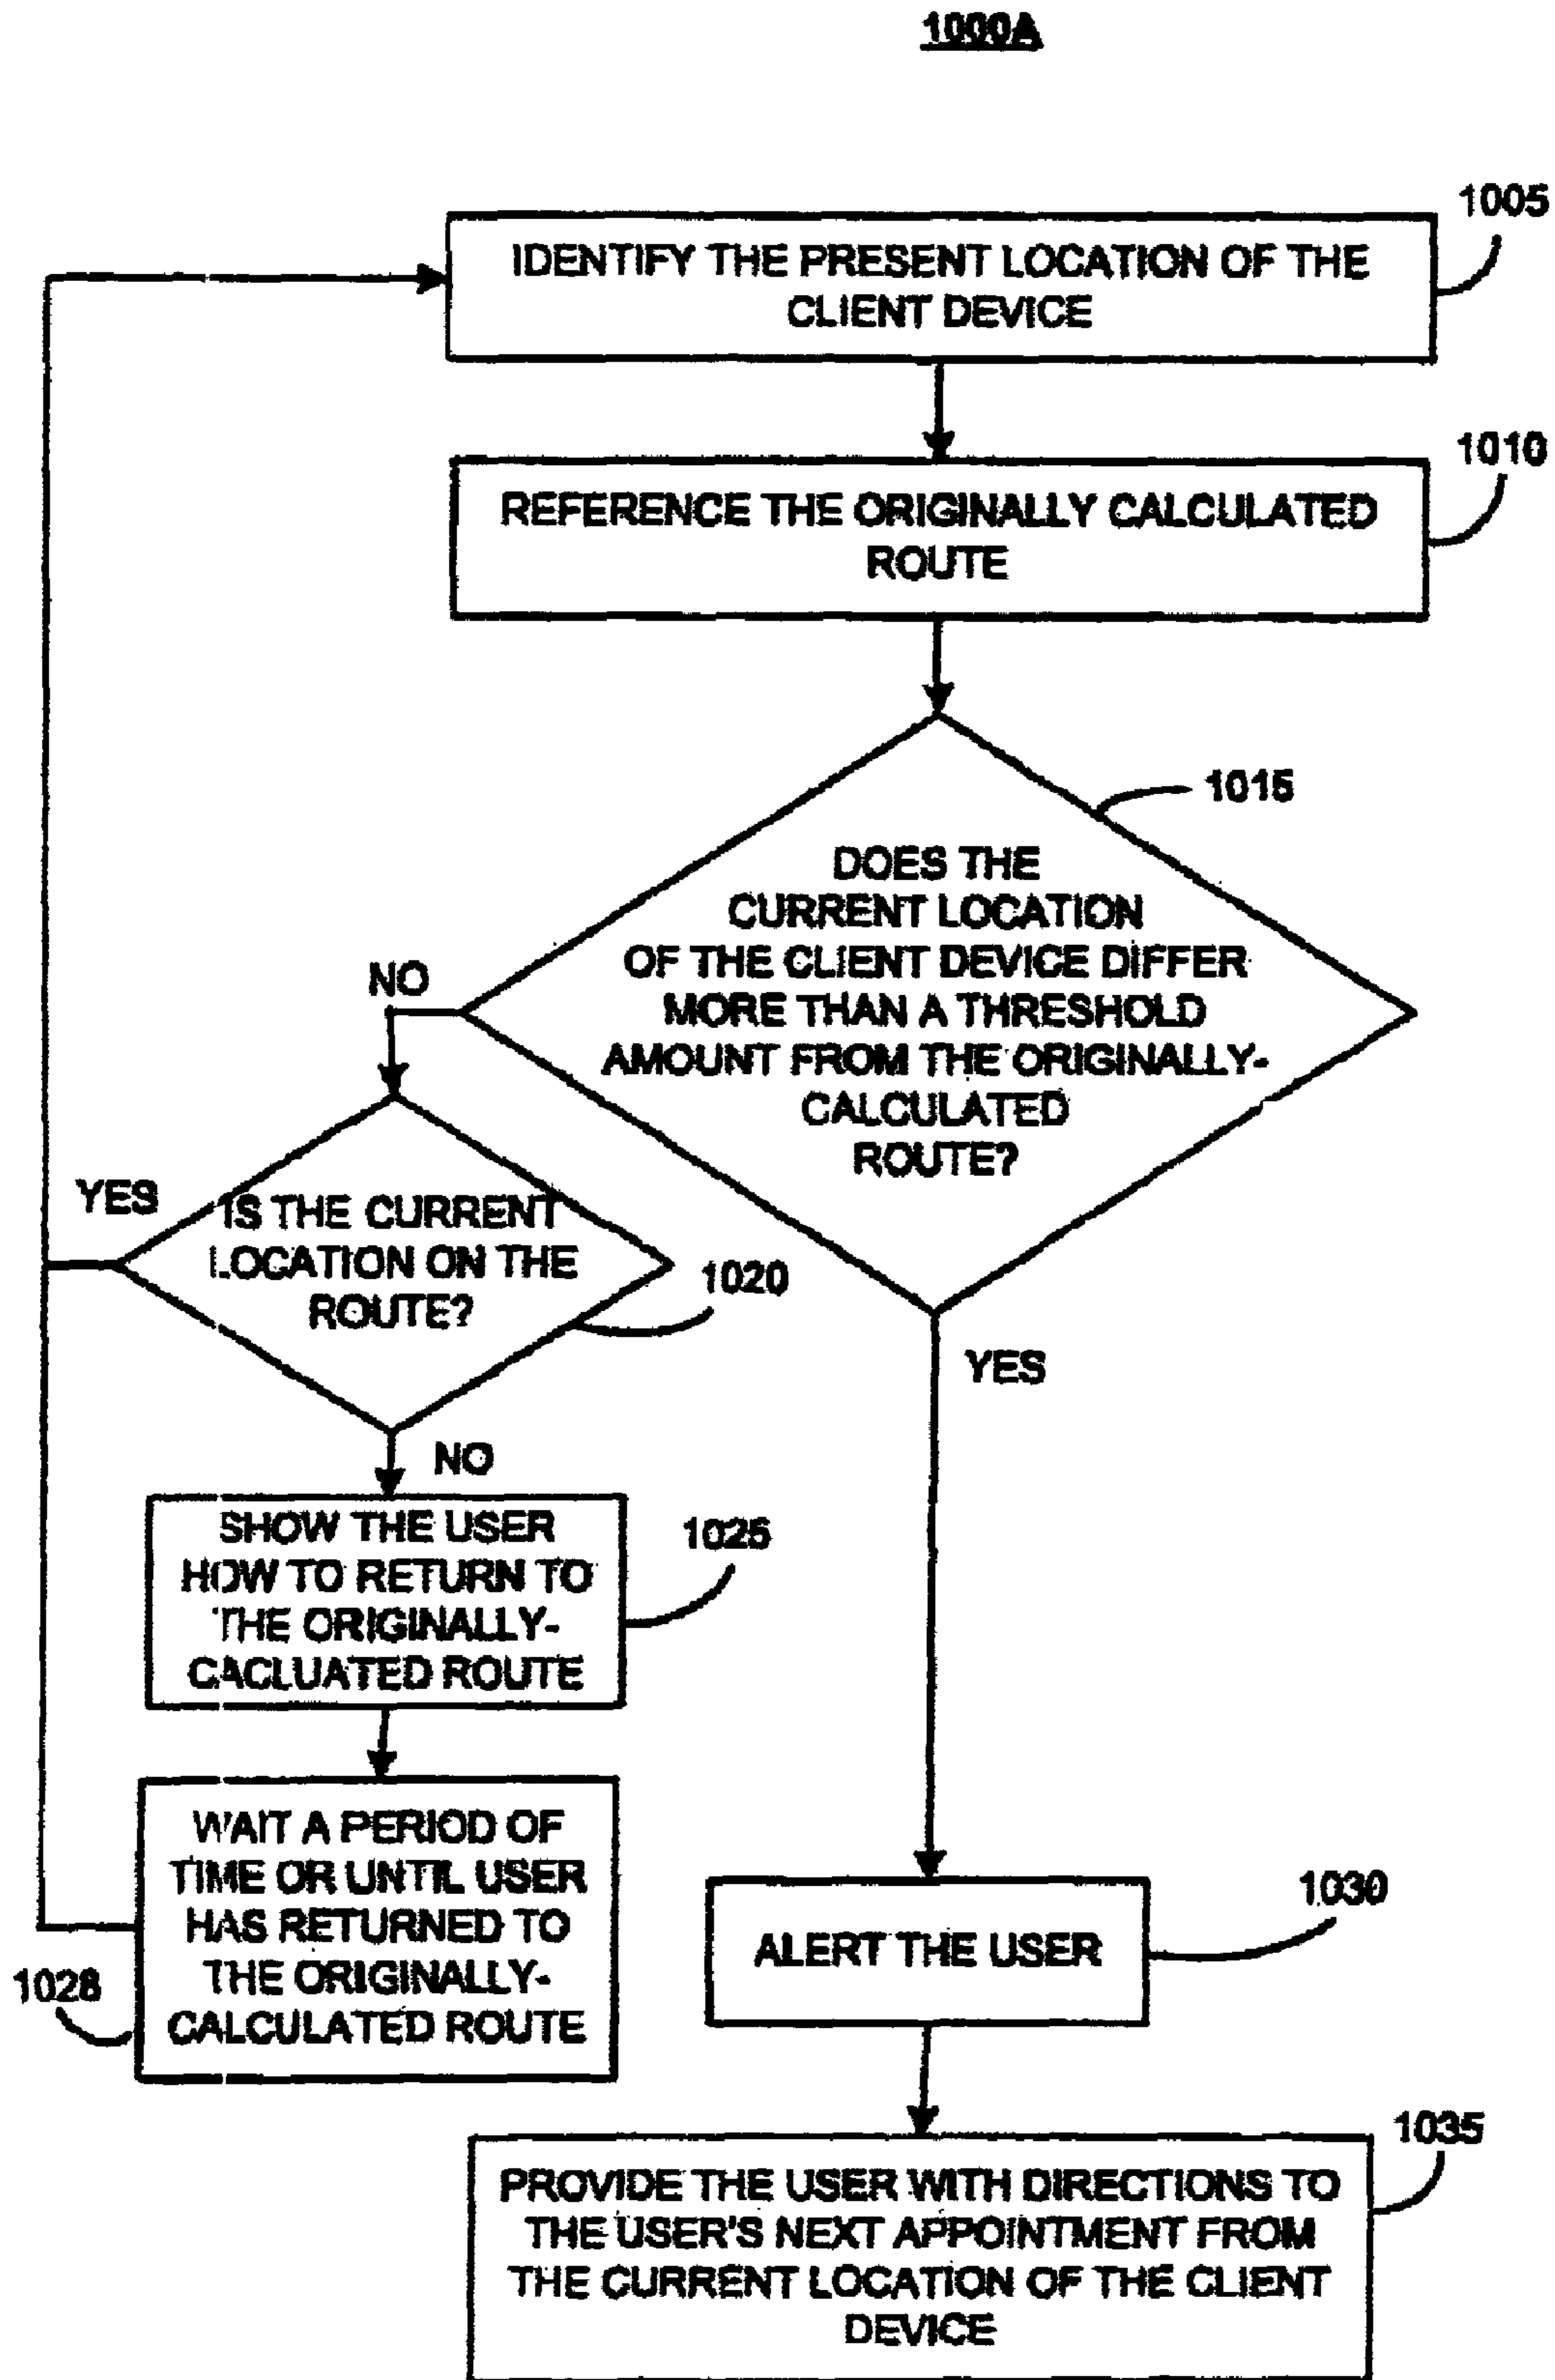 1000A
1005
IDENTIFY THE PRESENT LOCATION OF THE
CLIENT DEVICE
1010
REFERENCE THE ORIGINALLY CALCULATED
ROUTE
1015
DOES THE
CURRENT LOCATION
OF THE CLIENT DEVICE DIFFER
MORE THAN A THRESHOLD
AMOUNT FROM THE ORIGINALLY-
CALCULATED
ROUTE?
NO
YES
IS THE CURRENT
LOCATION ON THE
ROUTE?
1020
YES
NO
SHOW THE USER
HOW TO RETURN TO
THE ORIGINALLY-
CACLUATED ROUTE
1025
WAIT A PERIOD OF
TIME OR UNTIL USER
HAS RETURNED TO
THE ORIGINALLY-
CALCULATED ROUTE
1028
1030
ALERT THE USER
1035
PROVIDE THE USER WITH DIRECTIONS TO
THE USER'S NEXT APPOINTMENT FROM
THE CURRENT LOCATION OF THE CLIENT
DEVICE